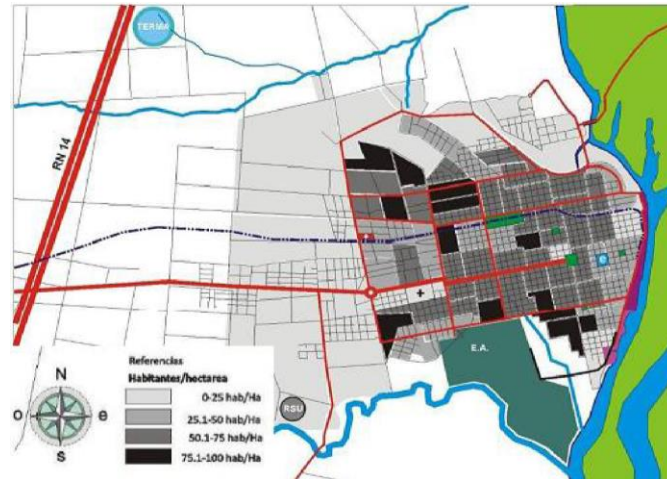 TERMA
RN 14
E.A.
RSU
N
O e
S
Referencias
Habitantes/hectarea
0-25 hab/Ha
25.1-50 hab/Ha
50.1-75 hab/Ha
75.1-100 hab/Ha